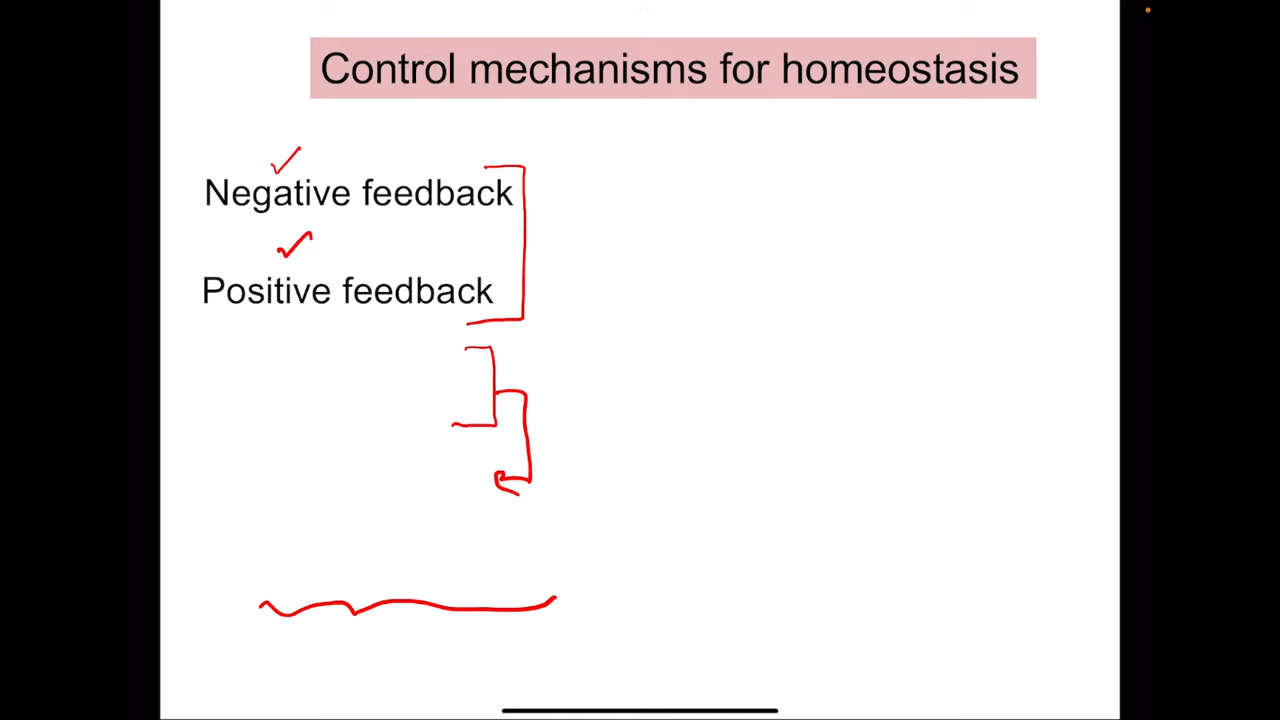 Control mechanisms for homeostasis
Negative feedback
Positive feedback